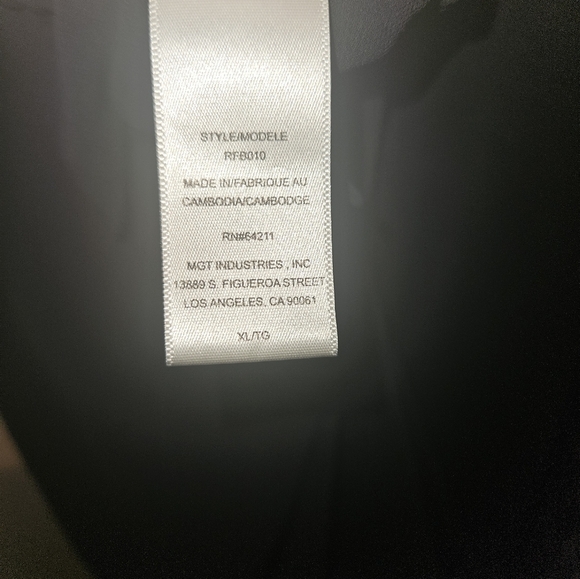 STYLE/MODELE
RFB010
MADE IN/FABRIQUE AU
CAMBODIA/CAMBODGE
RN#64211
MGT INDUSTRIES , INC
13889 S. FIGUEROA STREET
LOS ANGELES, CA 90061
XL/TG